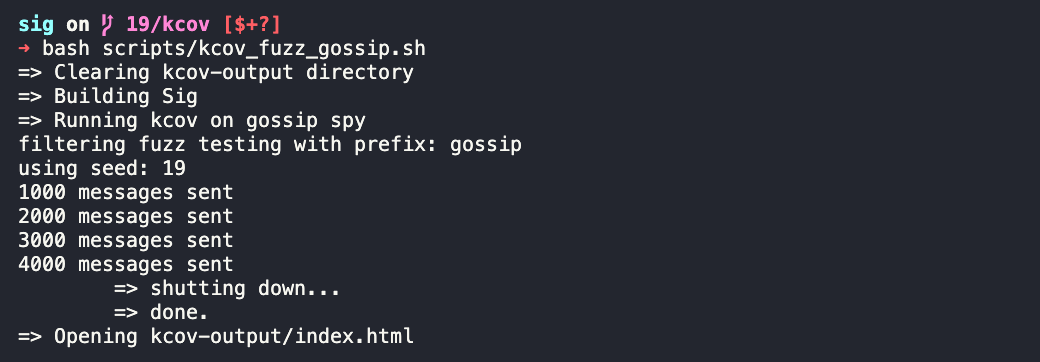 sig on 19/kcov [$+?]
➜ bash scripts/kcov_fuzz_gossip.sh
=> Clearing kcov-output directory
=> Building Sig
=> Running kcov on gossip spy
filtering fuzz testing with prefix: gossip
using seed: 19
1000 messages sent
2000 messages sent
3000 messages sent
4000 messages sent
=> shutting down...
=> done.
=> Opening kcov-output/index.html